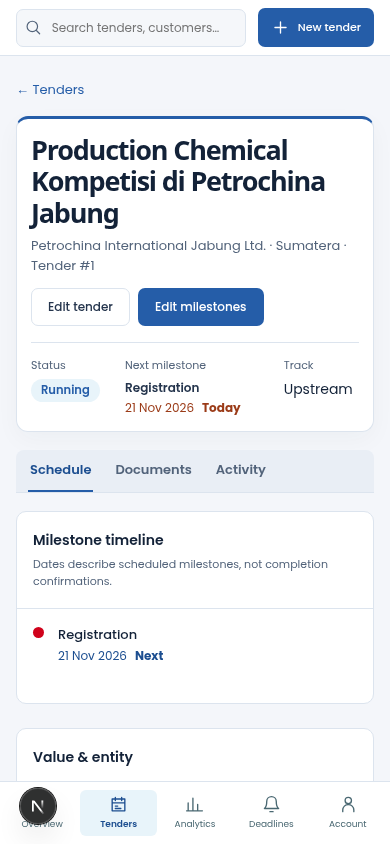 Search tenders, customers…
New tender
← Tenders
Production Chemical
Kompetisi di Petrochina
Jabung
Petrochina International Jabung Ltd. · Sumatera ·
Tender #1
Edit tender
Edit milestones
Status
Next milestone
Track
Running
Registration
21 Nov 2026 Today
Upstream
Schedule
Documents
Activity
Milestone timeline
Dates describe scheduled milestones, not completion
confirmations.
Registration
21 Nov 2026 Next
Value & entity
N
Overview
Tenders
Analytics
Deadlines
Account